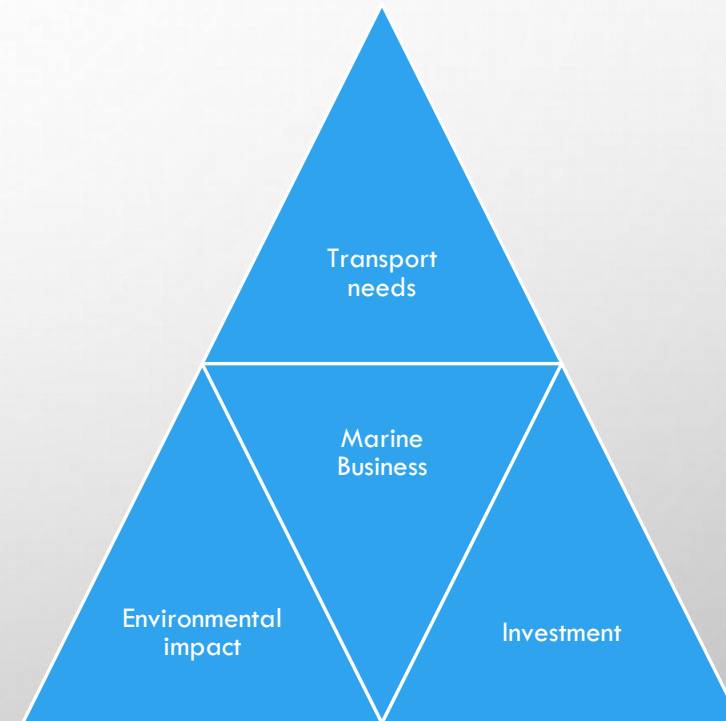 Transport
needs
Marine
Business
Environmental
impact
Investment